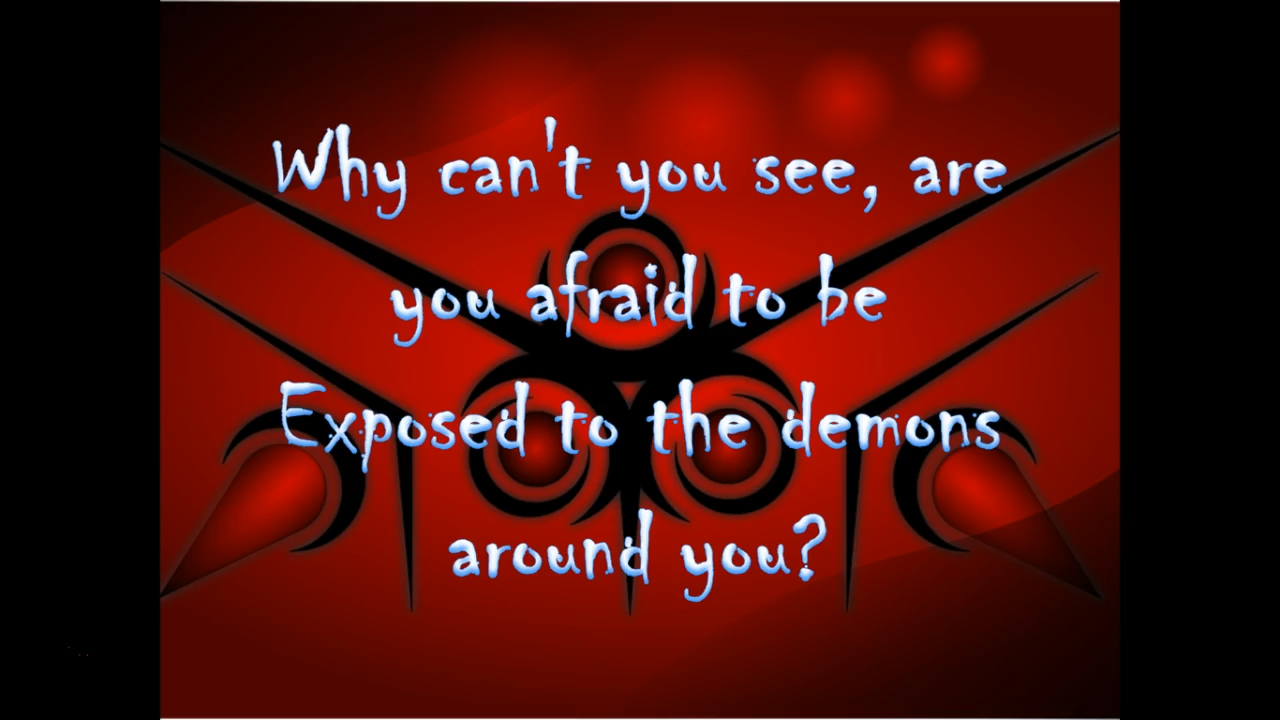 Why can't you see, are
you afraid to be
Exposed to the demons
around you?